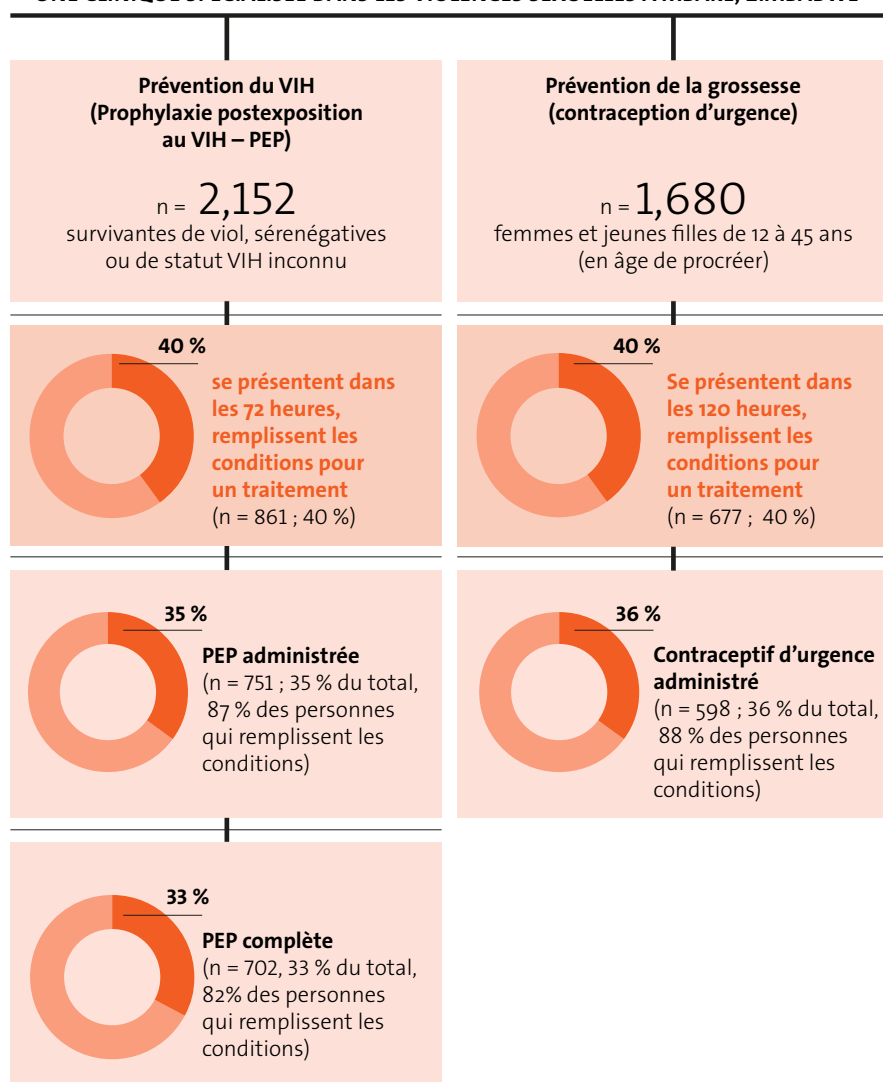 Prévention du VIH
(Prophylaxie postexposition
au VIH – PEP)
n = 2,152
survivantes de viol, sérenégatives
ou de statut VIH inconnu
40 %
se présentent dans
les 72 heures,
remplissent les
conditions pour
un traitement
(n = 861 ; 40 %)
35 %
PEP administrée
(n = 751 ; 35 % du total,
87 % des personnes
qui remplissent les
conditions)
33 %
PEP complète
(n = 702, 33 % du total,
82% des personnes
qui remplissent les
conditions)
Prévention de la grossesse
(contraception d’urgence)
n = 1,680
femmes et jeunes filles de 12 à 45 ans
(en âge de procréer)
40 %
Se présentent dans
les 120 heures,
remplissent les
conditions pour
un traitement
(n = 677 ; 40 %)
36 %
Contraceptif d’urgence
administré
(n = 598 ; 36 % du total,
88 % des personnes
qui remplissent les
conditions)